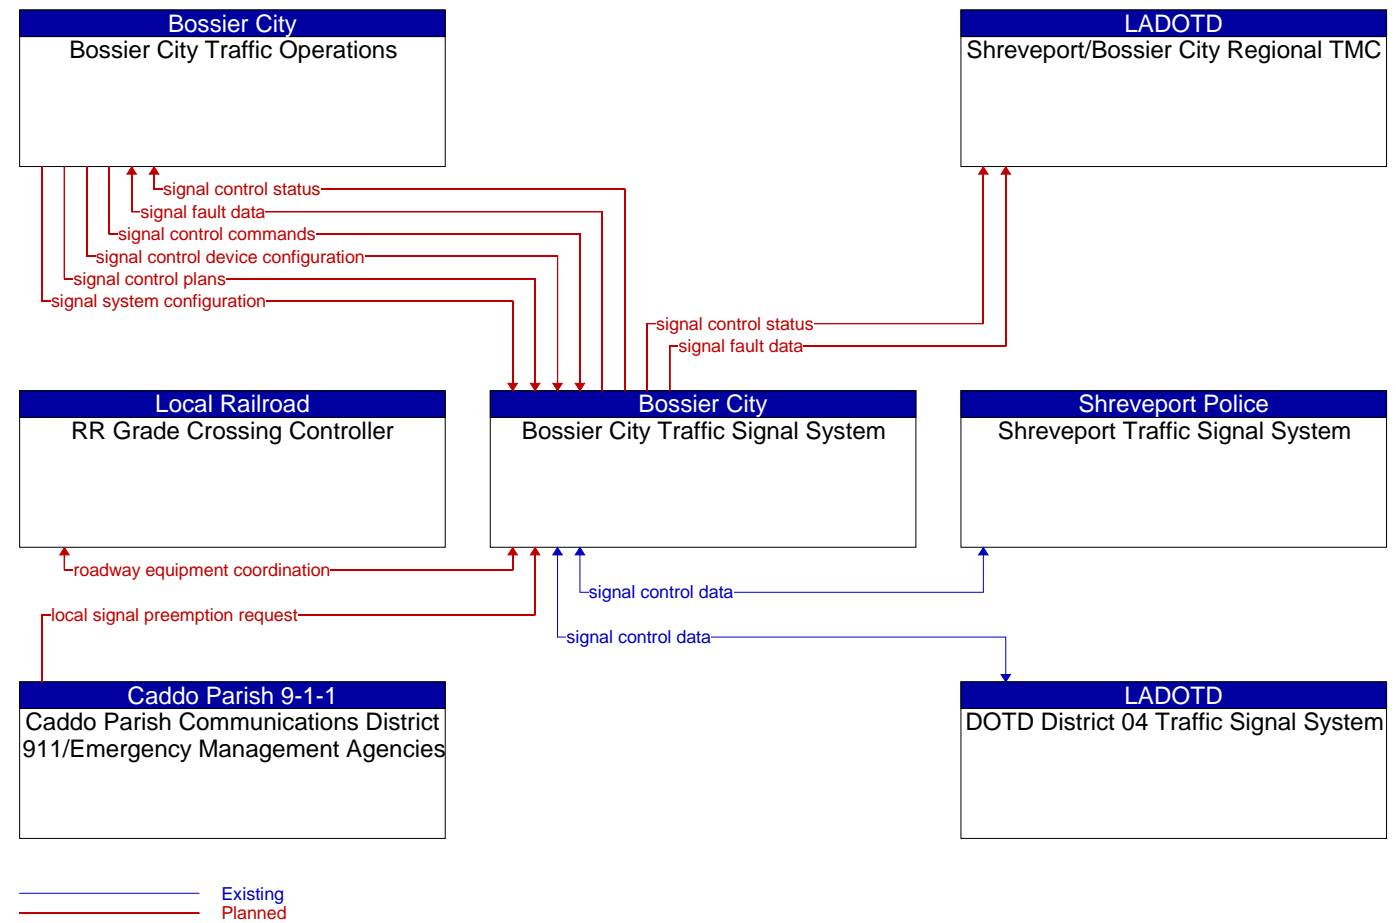 Bossier City
Bossier City Traffic Operations
LADOTD
Shreveport/Bossier City Regional TMC
signal control status
signal fault data
signal control commands
signal control device configuration
signal control plans
signal system configuration
signal control status
signal fault data
Local Railroad
RR Grade Crossing Controller
Bossier City
Bossier City Traffic Signal System
Shreveport Police
Shreveport Traffic Signal System
roadway equipment coordination
signal control data
local signal preemption request
signal control data
Caddo Parish 9-1-1
Caddo Parish Communications District
911/Emergency Management Agencies
LADOTD
DOTD District 04 Traffic Signal System
Existing
Planned